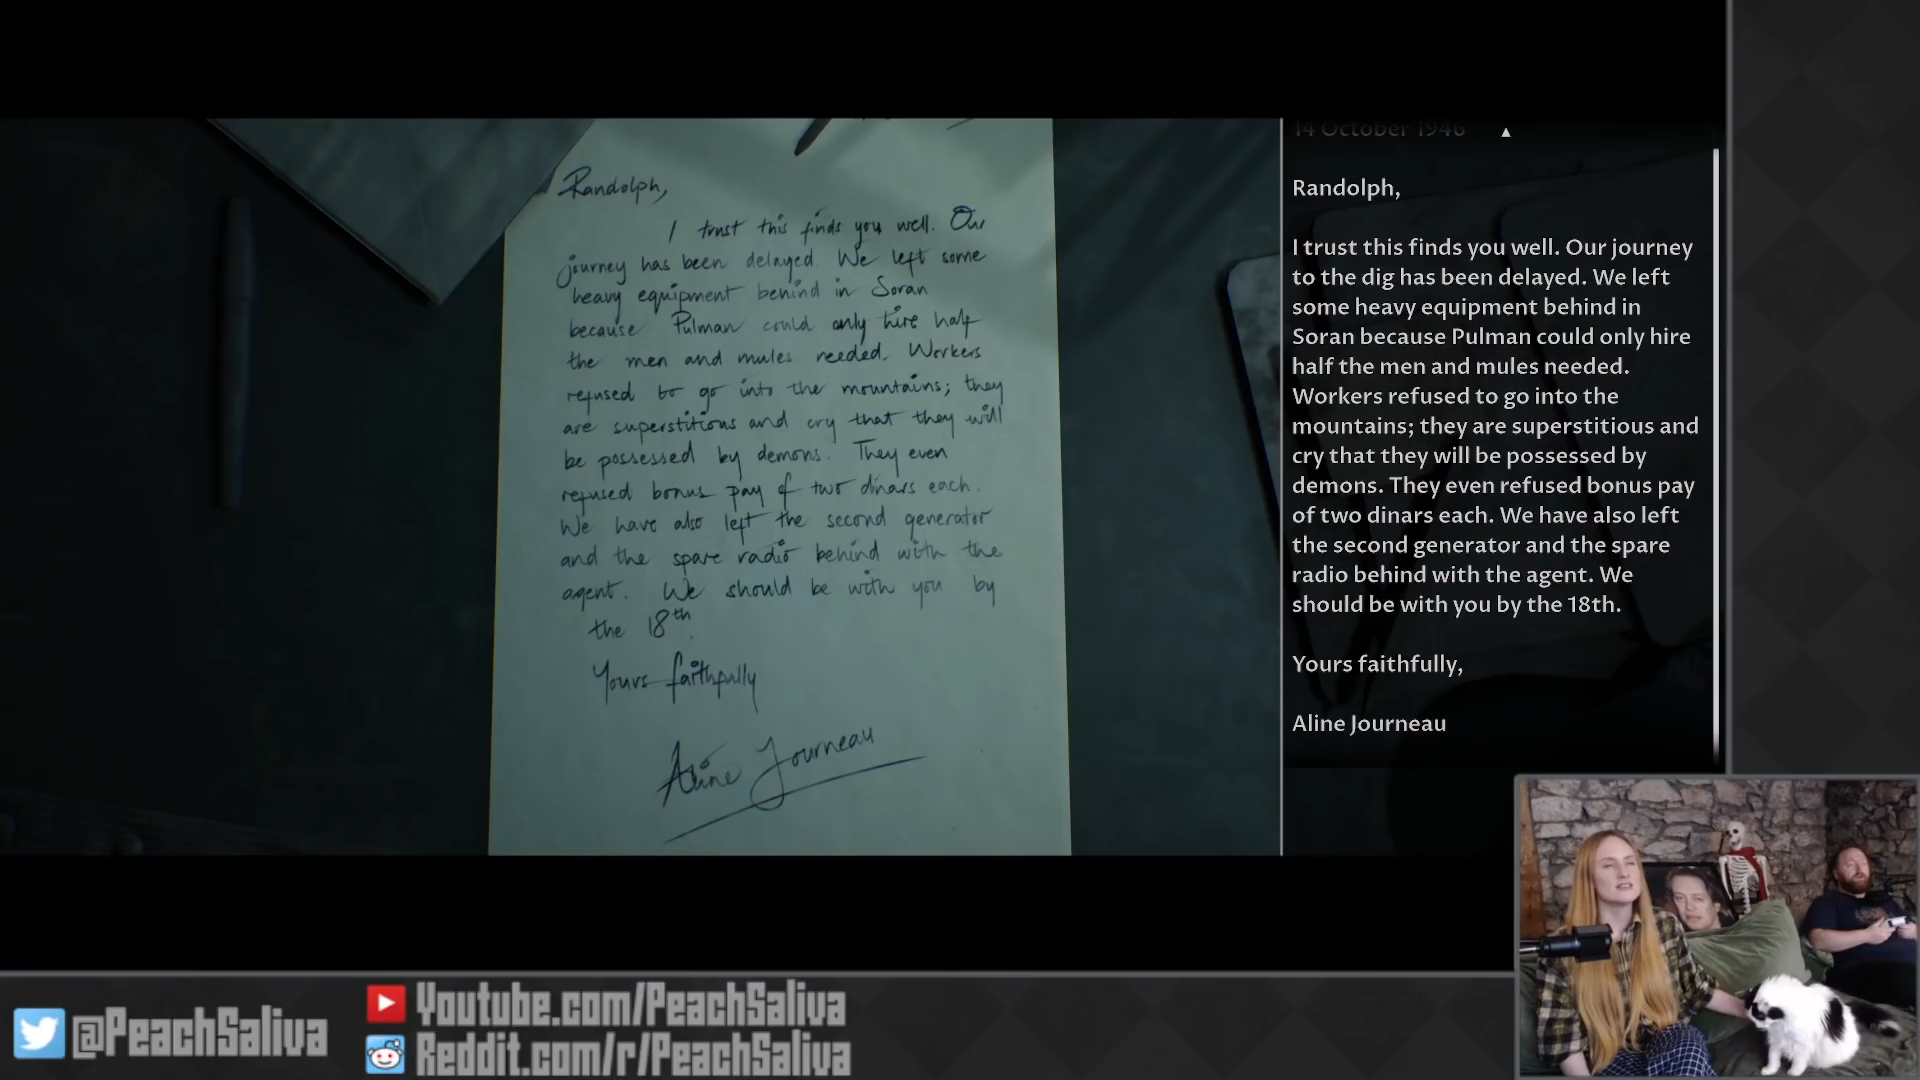 Randolph,
I trust this finds you well. Our
journey has been delayed. We left some
heavy equipment behind in Soran
because Pulman could only hire half
the men and mules needed. Workers
refused to go into the mountains; they
are superstitious and cry that they will
be possessed by demons. They even
refused bonus pay of two dinars each.
We have also left the second generator
and the spare radio behind with the
agent. We should be with you by
the 18th.
Yours faithfully
Aline Journeau
14 October 1946
Randolph,
I trust this finds you well. Our journey
to the dig has been delayed. We left
some heavy equipment behind in
Soran because Pulman could only hire
half the men and mules needed.
Workers refused to go into the
mountains; they are superstitious and
cry that they will be possessed by
demons. They even refused bonus pay
of two dinars each. We have also left
the second generator and the spare
radio behind with the agent. We
should be with you by the 18th.
Yours faithfully,
Aline Journeau
@PeachSaliva
Youtube.com/PeachSaliva
Reddit.com/r/PeachSaliva